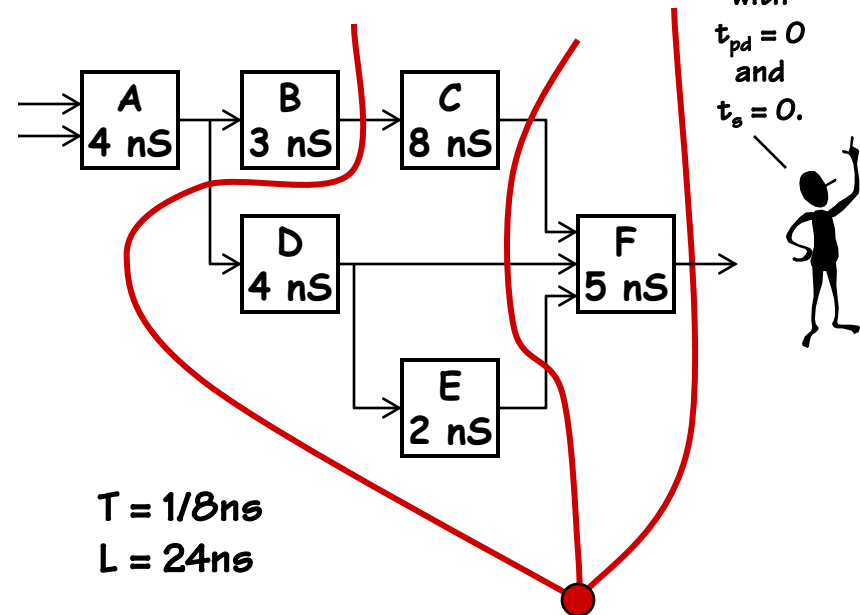 with
t_pd = 0
and
t_s = 0.
A
4 nS
B
3 nS
C
8 nS
D
4 nS
F
5 nS
E
2 nS
T = 1/8ns
L = 24ns